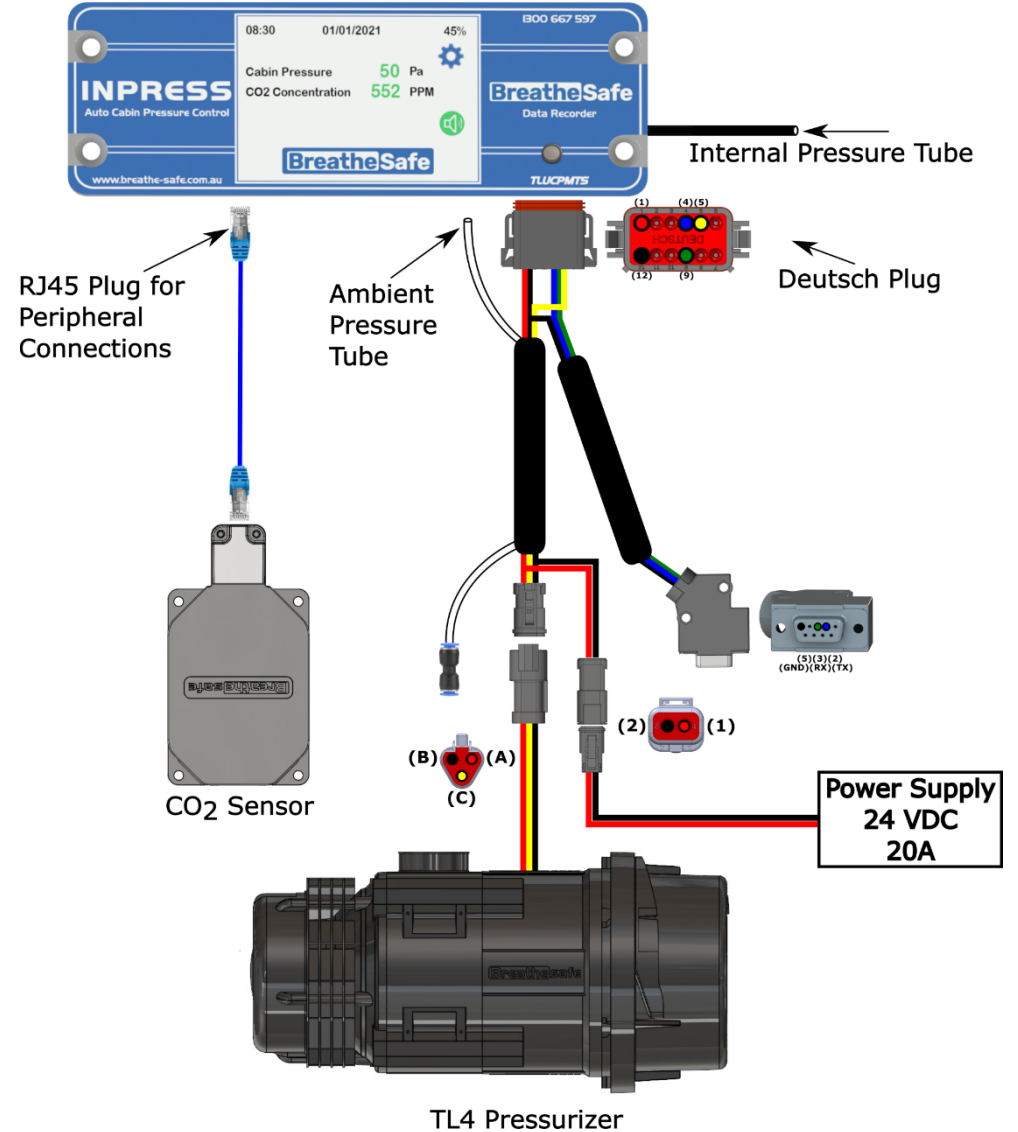 1300 667 597
08:30 01/01/2021 45%
Cabin Pressure 50 Pa
CO2 Concentration 552 PPM
INPRESS
Auto Cabin Pressure Control
BreatheSafe
Data Recorder
BreatheSafe
www.breathe-safe.com.au
TLUCPMTS
Internal Pressure Tube
(1) (4)(5)
DEUTSCH
(12) (9)
Deutsch Plug
RJ45 Plug for
Peripheral
Connections
Ambient
Pressure
Tube
(5)(3)(2)
(GND)(RX)(TX)
Breathesafe
CO2 Sensor
(2) (1)
(B) (A)
(C)
Power Supply
24 VDC
20A
Breathesafe
TL4 Pressurizer